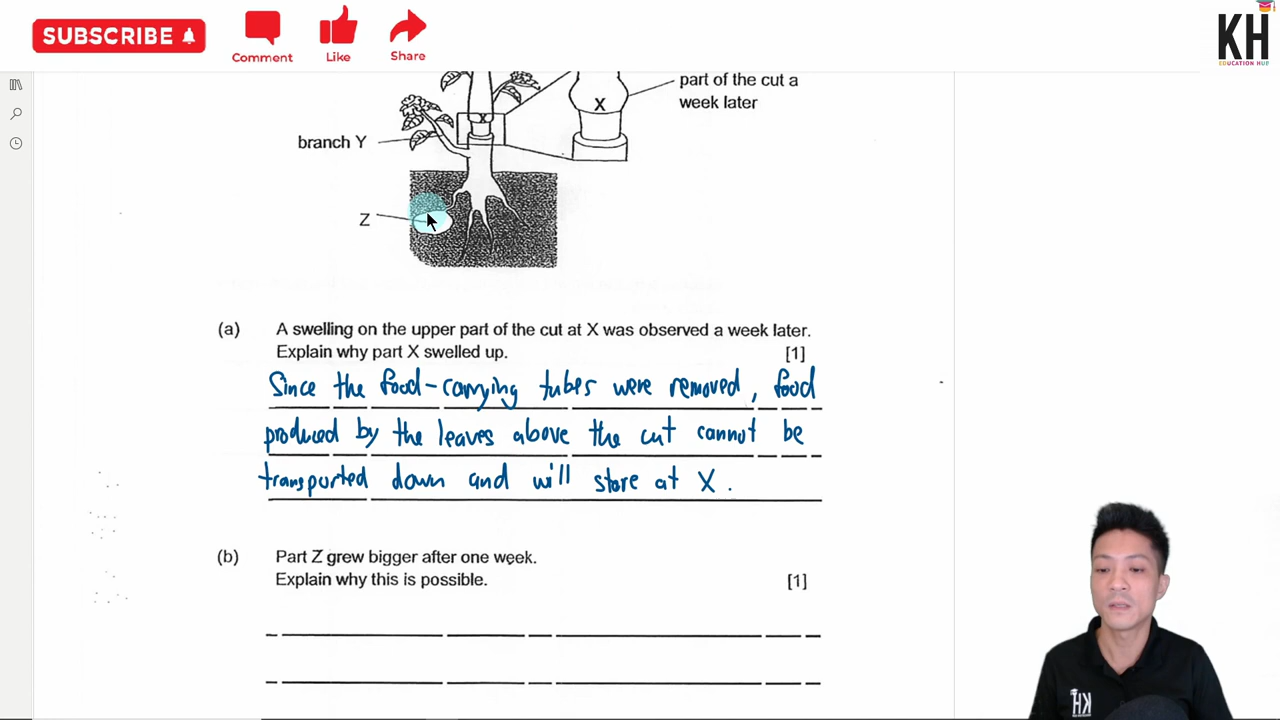 SUBSCRIBE
Comment
Like
Share
KH
EDUCATION HUB
part of the cut a
week later
X
X
branch Y
Z
(a) A swelling on the upper part of the cut at X was observed a week later.
Explain why part X swelled up. [1]
Since the food-carrying tubes were removed, food
produced by the leaves above the cut cannot be
transported down and will store at X.
(b) Part Z grew bigger after one week.
Explain why this is possible. [1]
KH